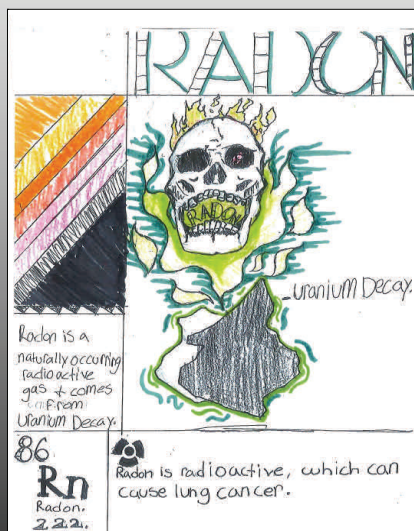 RADON
RADON
uranium Decay.
Radon is a
naturally occurring
radioactive
gas & comes
from
Uranium Decay.
86
Rn
Radon.
222.
Radon is radioactive, which can
cause lung cancer.